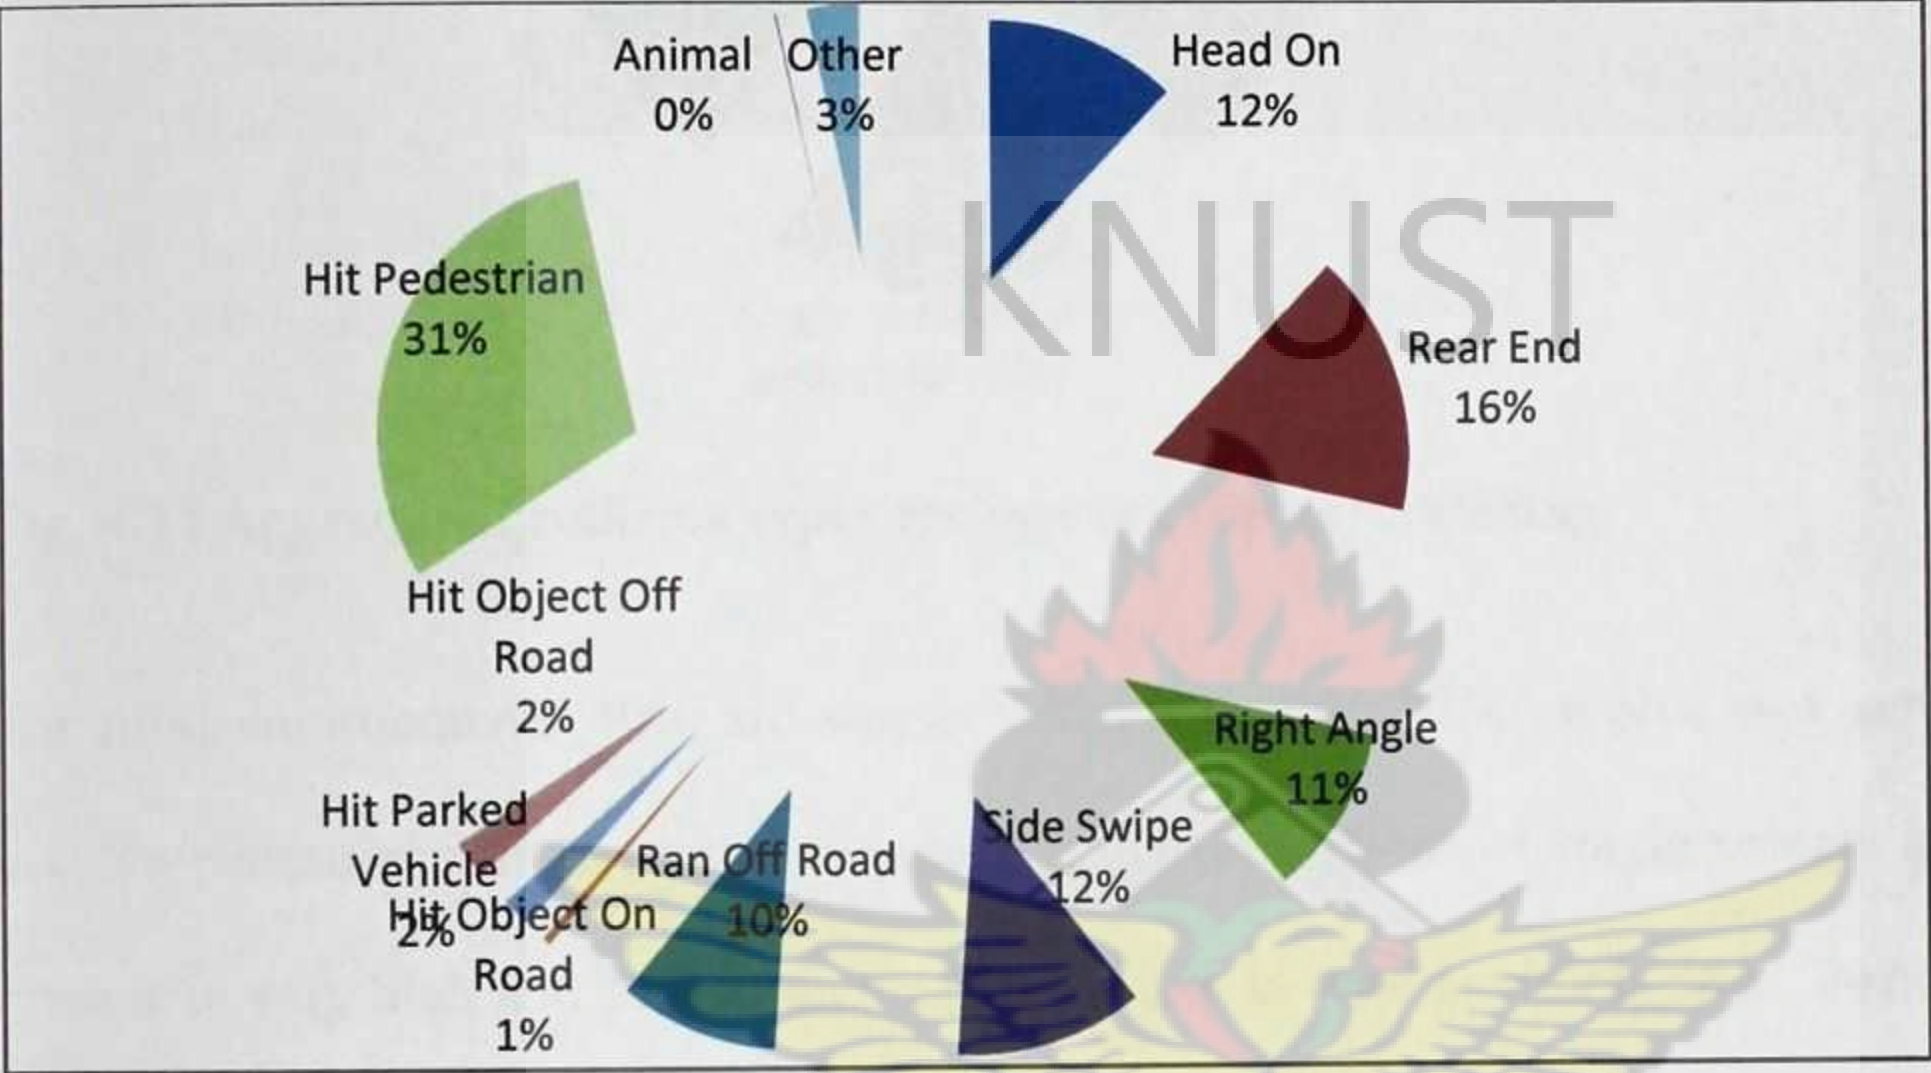 Animal
0%
Other
3%
Head On
12%
KNUST
Hit Pedestrian
31%
Rear End
16%
Hit Object Off
Road
2%
Right Angle
11%
Hit Parked
Vehicle
2%
Side Swipe
12%
Ran Off Road
10%
Hit Object On
Road
1%